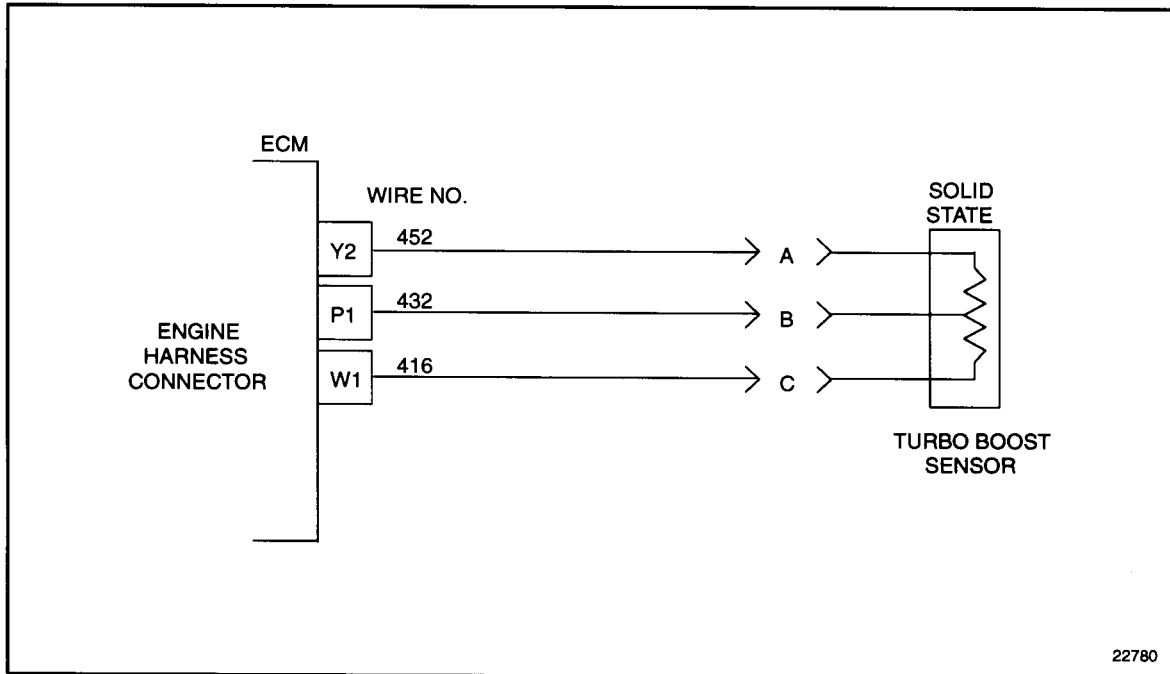 ECM
WIRE NO.
SOLID
STATE
Y2
452
A
P1
432
B
ENGINE
HARNESS
CONNECTOR
W1
416
C
TURBO BOOST
SENSOR
22780